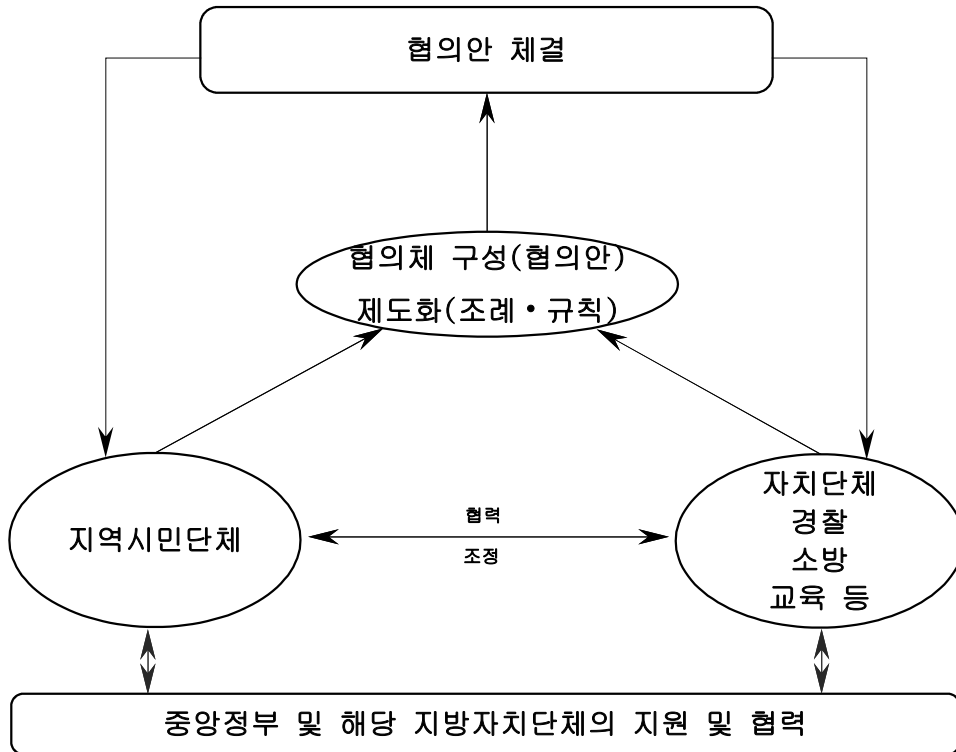 협의안 체결
협의체 구성(협의안)
제도화(조례・규칙)
지역시민단체
협력
조정
자치단체
경찰
소방
교육 등
중앙정부 및 해당 지방자치단체의 지원 및 협력